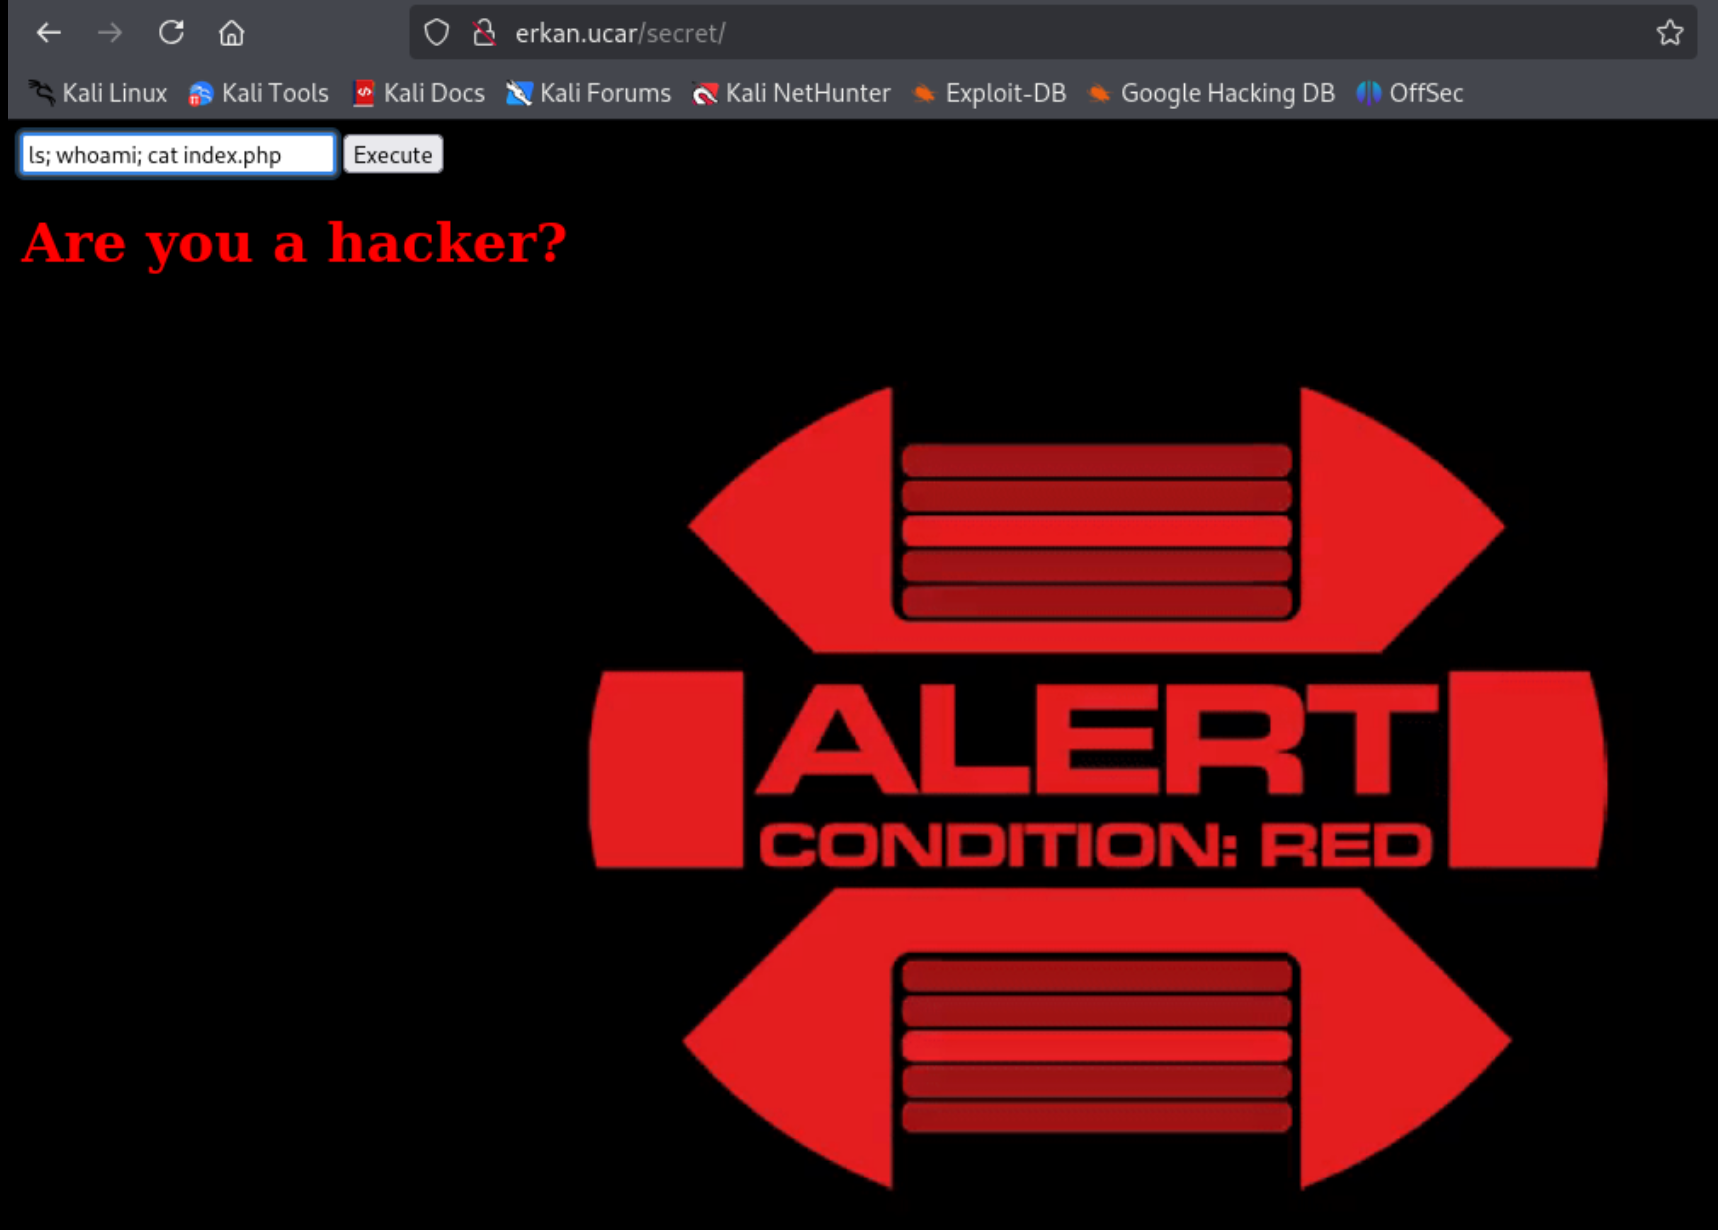 erkan.ucar/secret/
Kali Linux Kali Tools Kali Docs Kali Forums Kali NetHunter Exploit-DB Google Hacking DB OffSec
ls; whoami; cat index.php Execute
Are you a hacker?
ALERT
CONDITION: RED